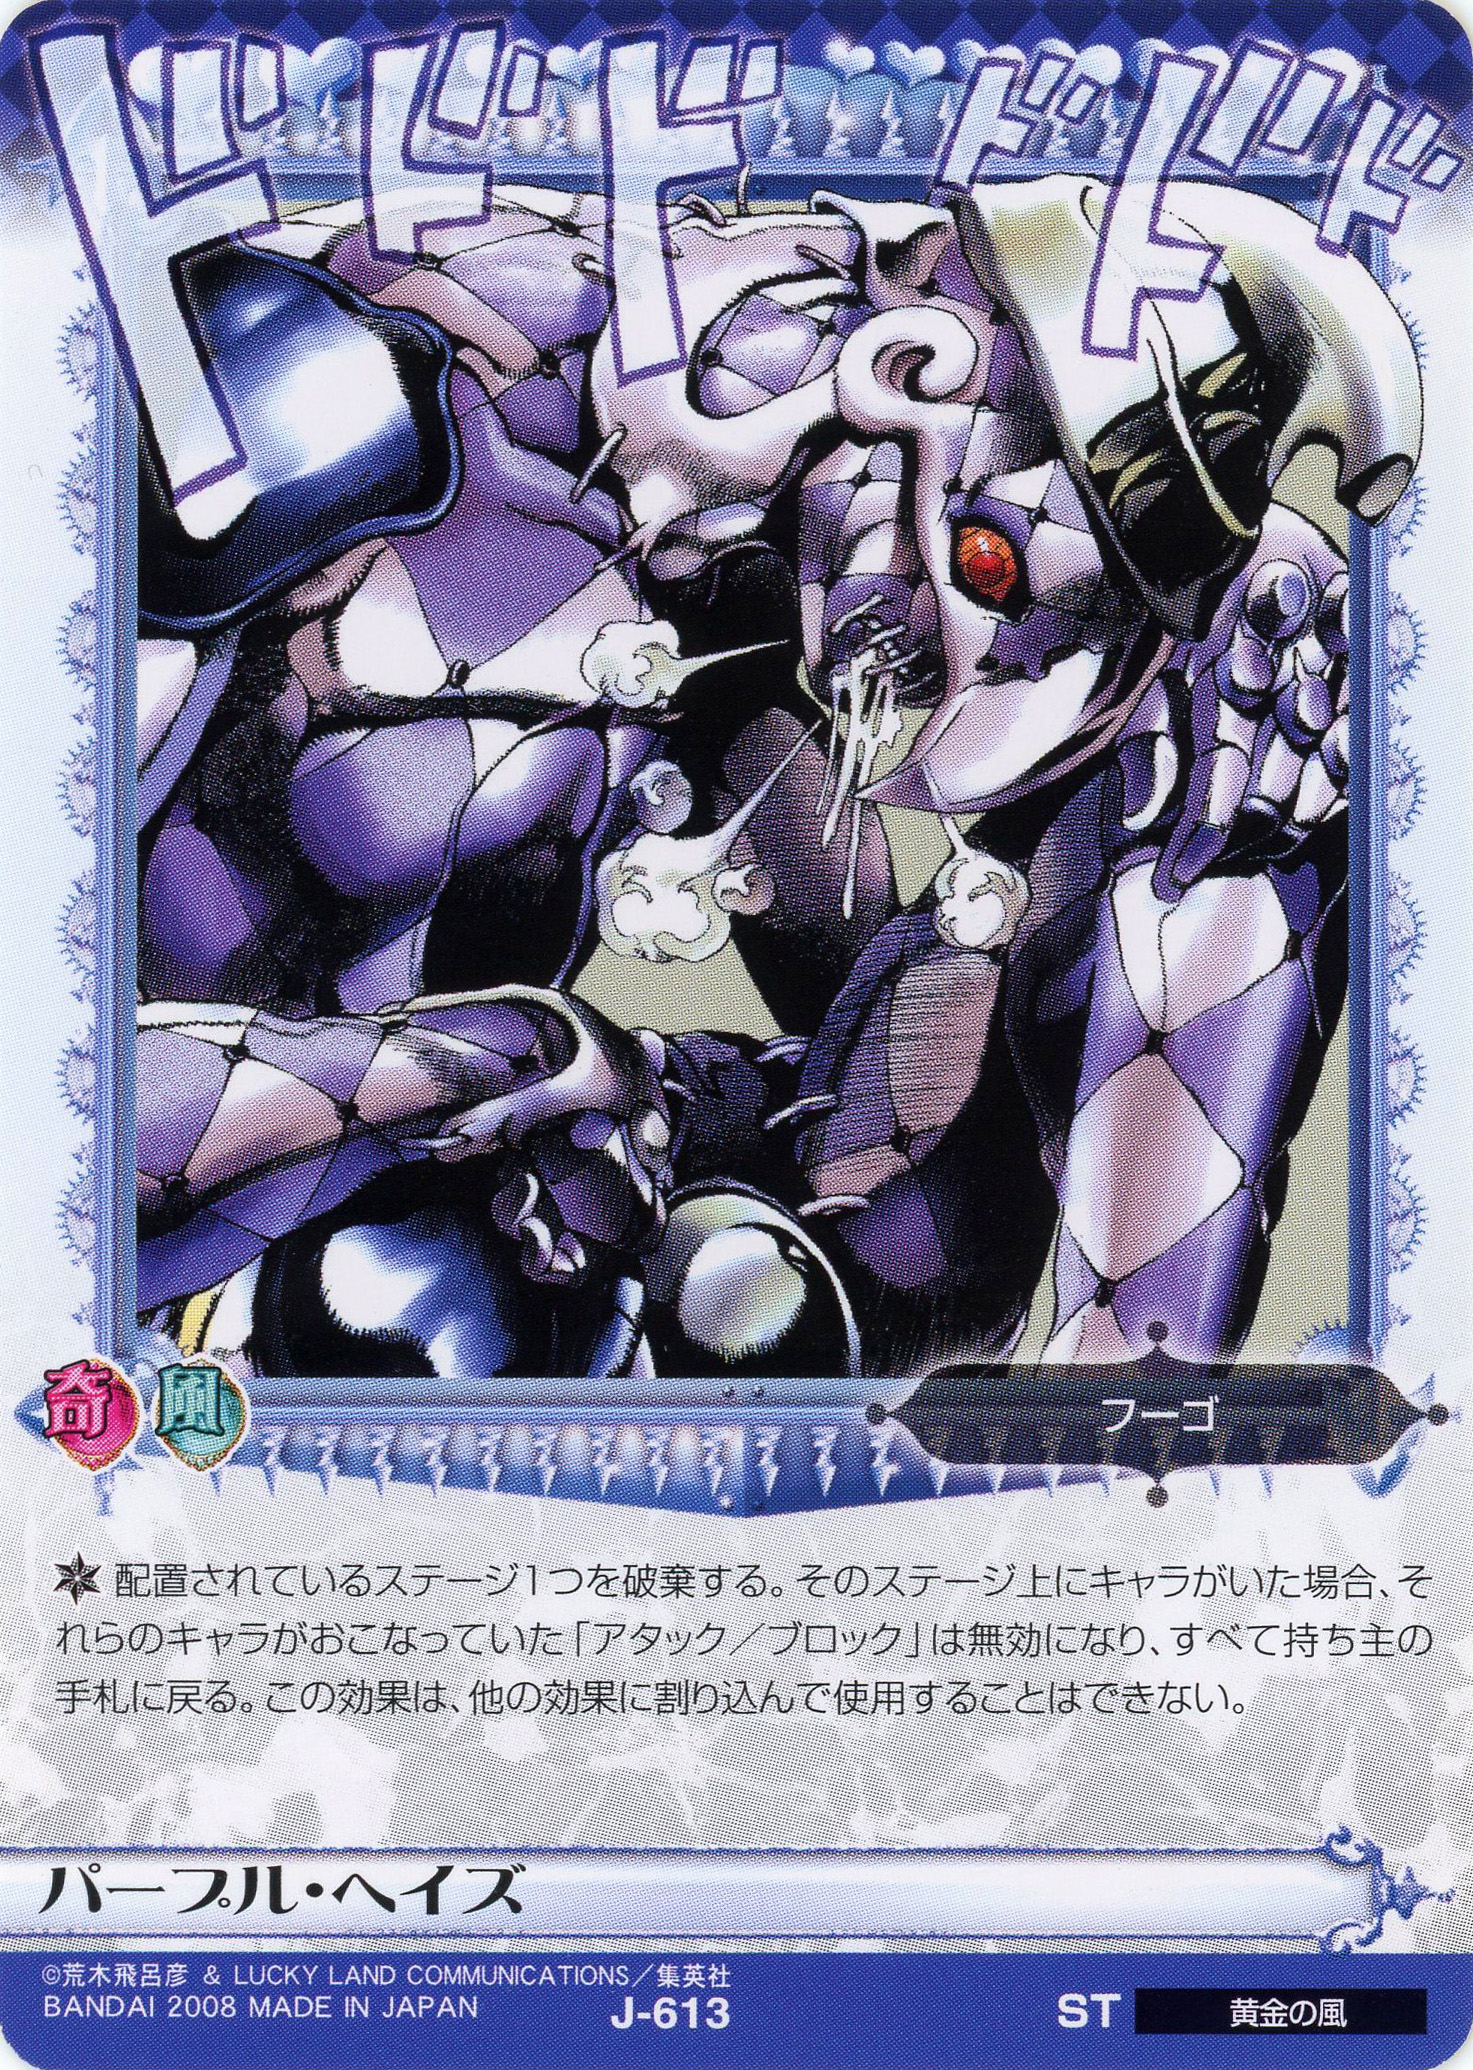 ドドド ドドド
奇 風
フーゴ
配置されているステージ1つを破棄する。そのステージ上にキャラがいた場合、そ
れらのキャラがおこなっていた「アタック／ブロック」は無効になり、すべて持ち主の
手札に戻る。この効果は、他の効果に割り込んで使用することはできない。
パープル・ヘイズ
©荒木飛呂彦 & LUCKY LAND COMMUNICATIONS／集英社
BANDAI 2008 MADE IN JAPAN J-613 ST 黄金の風